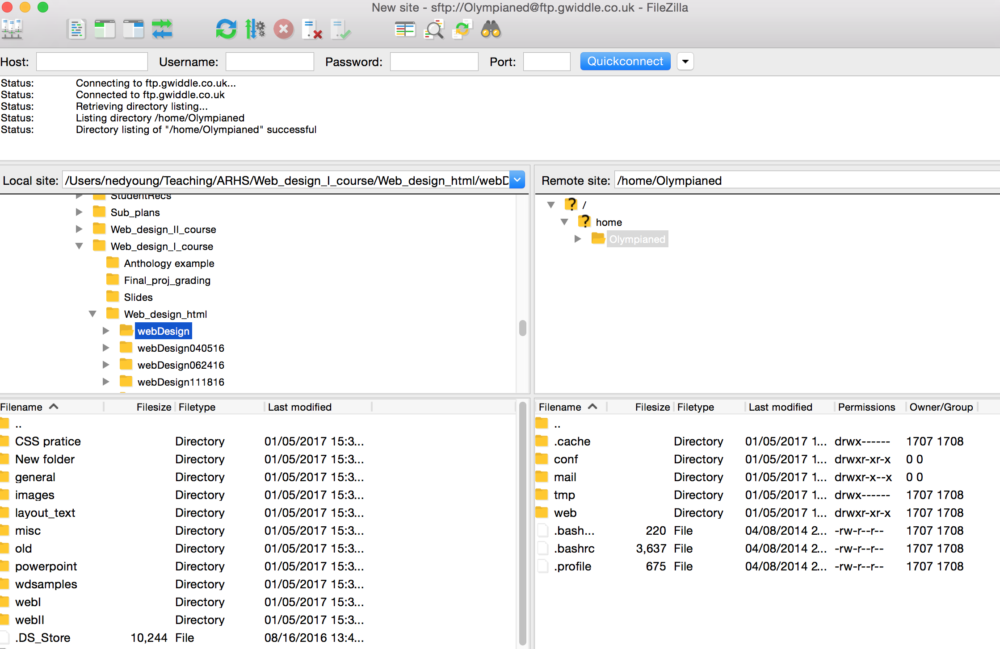 New site - sftp://Olympianed@ftp.gwiddle.co.uk - FileZilla
Host: Username: Password: Port: Quickconnect
Status: Connecting to ftp.gwiddle.co.uk...
Status: Connected to ftp.gwiddle.co.uk
Status: Retrieving directory listing...
Status: Listing directory /home/Olympianed
Status: Directory listing of "/home/Olympianed" successful
Local site: /Users/nedyoung/Teaching/ARHS/Web_design_I_course/Web_design_html/webD
StudentRecs
Sub_plans
Web_design_II_course
Web_design_I_course
Anthology example
Final_proj_grading
Slides
Web_design_html
webDesign
webDesign040516
webDesign062416
webDesign111816
Remote site: /home/Olympianed
/
home
Olympianed
Filename Filesize Filetype Last modified
..
CSS pratice Directory 01/05/2017 15:3...
New folder Directory 01/05/2017 15:3...
general Directory 01/05/2017 15:3...
images Directory 01/05/2017 15:3...
layout_text Directory 01/05/2017 15:3...
misc Directory 01/05/2017 15:3...
old Directory 01/05/2017 15:3...
powerpoint Directory 01/05/2017 15:3...
wdsamples Directory 01/05/2017 15:3...
webI Directory 01/05/2017 15:3...
webII Directory 01/05/2017 15:3...
.DS_Store 10,244 File 08/16/2016 13:4...
Filename Filesize Filetype Last modified Permissions Owner/Group
..
.cache Directory 01/05/2017 1... drwx------ 1707 1708
conf Directory 01/05/2017 1... drwxr-xr-x 0 0
mail Directory 01/05/2017 1... drwxr-x--x 0 0
tmp Directory 01/05/2017 1... drwx------ 1707 1708
web Directory 01/05/2017 1... drwxr-xr-x 1707 1708
.bash... 220 File 04/08/2014 2... -rw-r--r-- 1707 1708
.bashrc 3,637 File 04/08/2014 2... -rw-r--r-- 1707 1708
.profile 675 File 04/08/2014 2... -rw-r--r-- 1707 1708